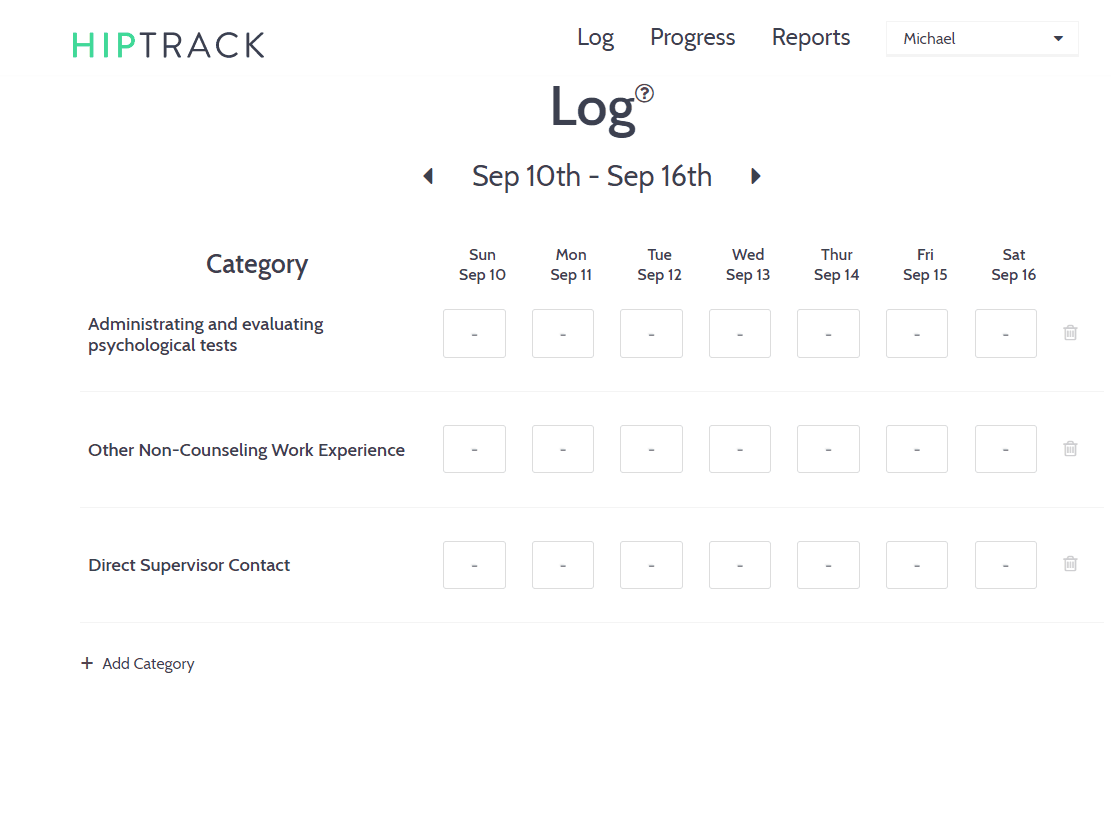 HIPTRACK
Log Progress Reports Michael
Log?
Sep 10th - Sep 16th
Category
Sun Mon Tue Wed Thur Fri Sat
Sep 10 Sep 11 Sep 12 Sep 13 Sep 14 Sep 15 Sep 16
Administrating and evaluating
psychological tests
- - - - - - -
Other Non-Counseling Work Experience - - - - - - -
Direct Supervisor Contact - - - - - - -
+ Add Category